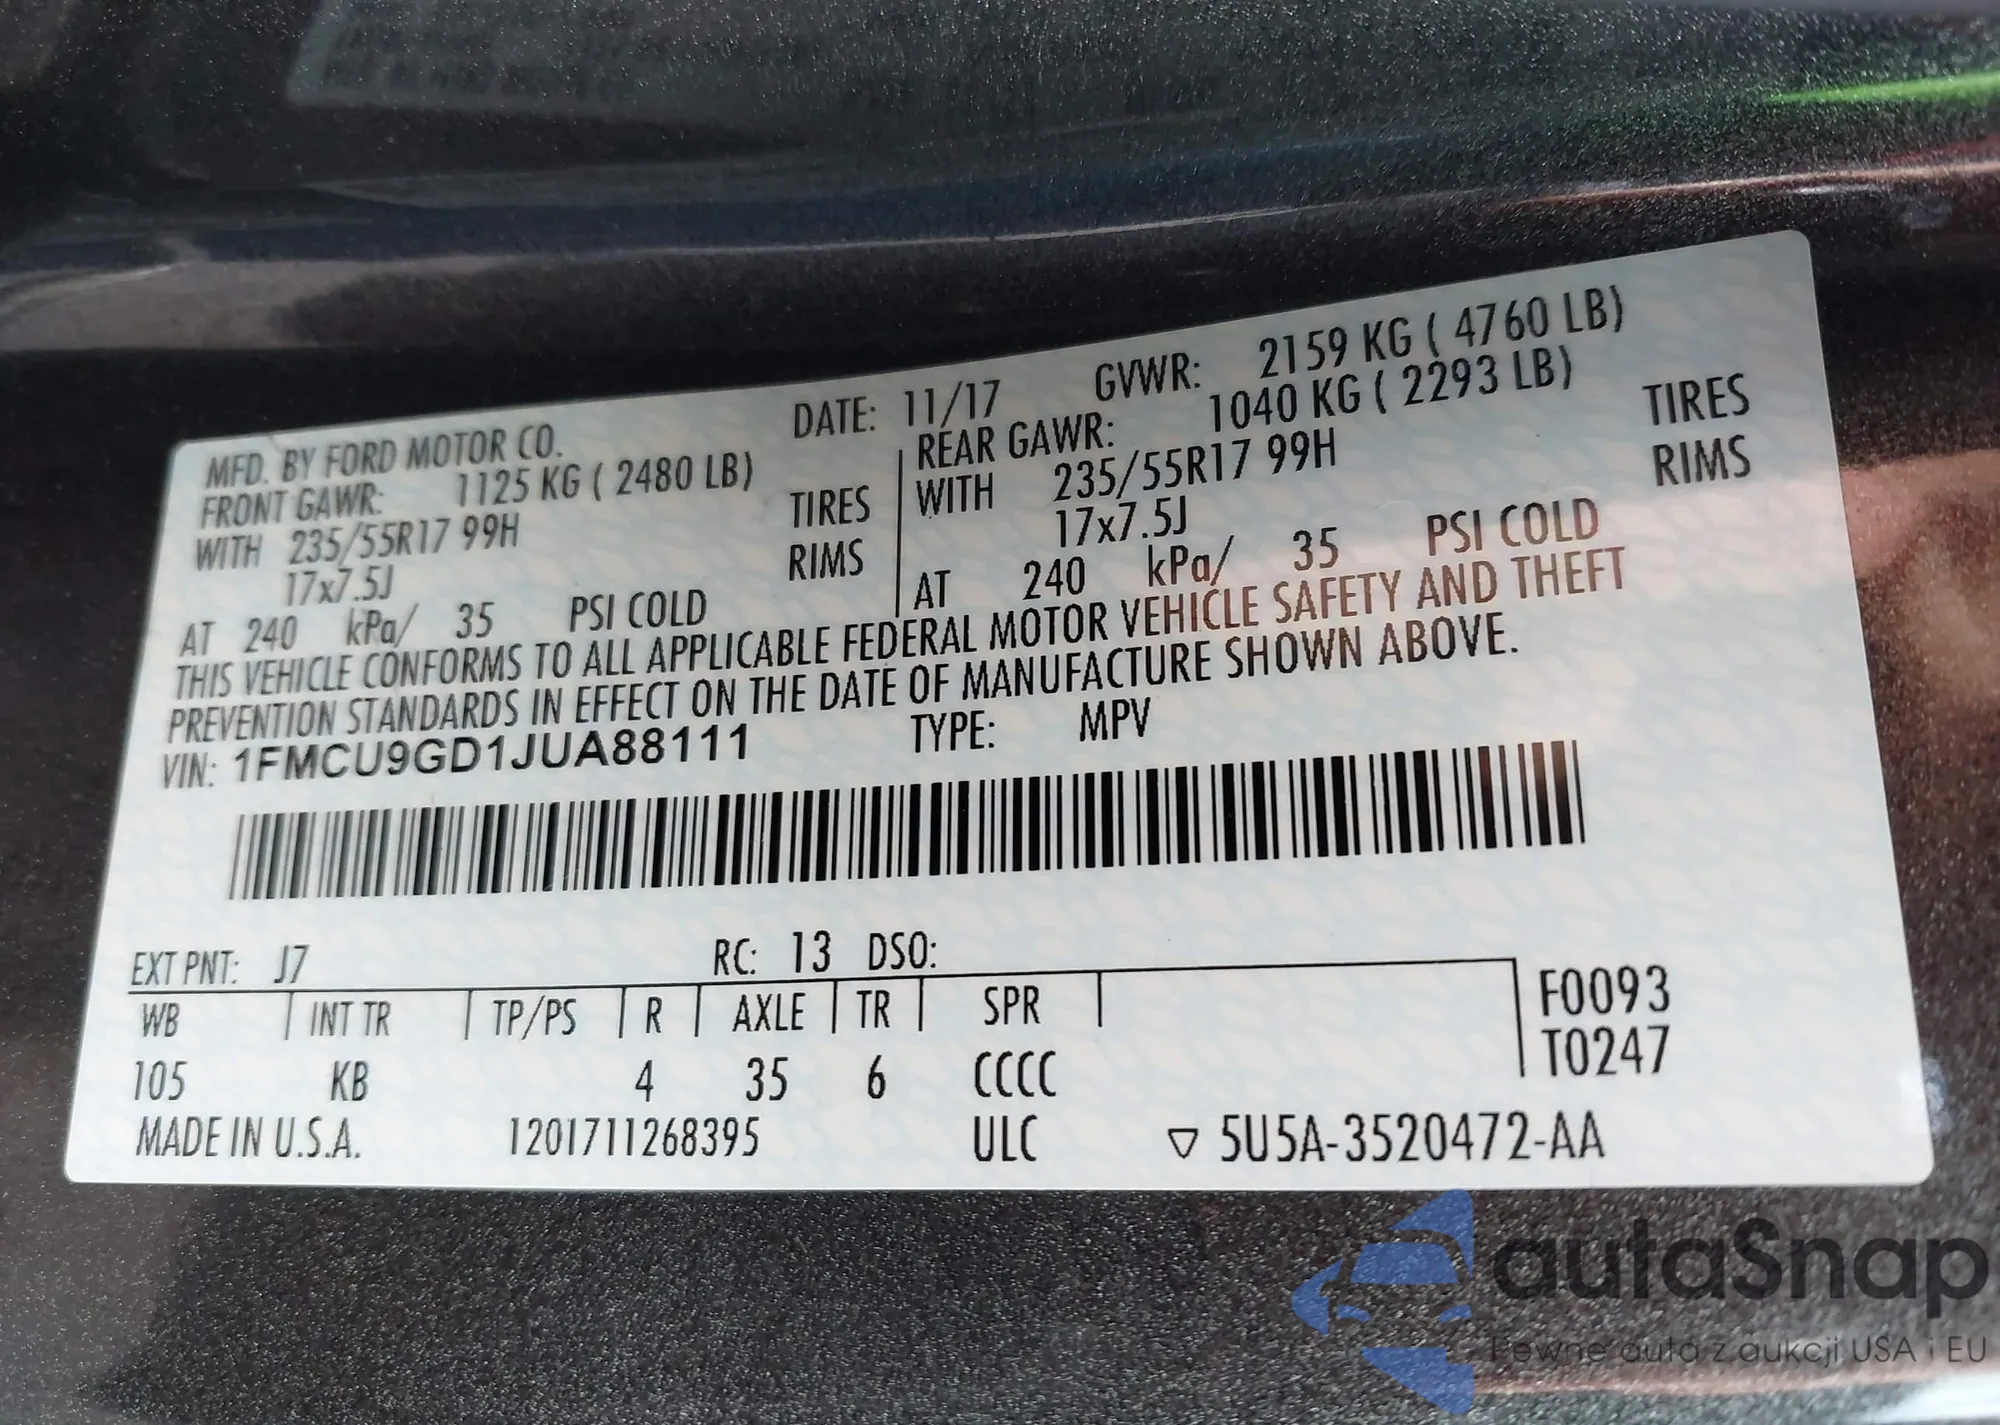 MFD. BY FORD MOTOR CO. DATE: 11/17 GVWR: 2159 KG ( 4760 LB)
FRONT GAWR: 1125 KG ( 2480 LB) REAR GAWR: 1040 KG ( 2293 LB)
WITH 235/55R17 99H TIRES WITH 235/55R17 99H TIRES
17x7.5J RIMS 17x7.5J RIMS
AT 240 kPa/ 35 PSI COLD AT 240 kPa/ 35 PSI COLD
THIS VEHICLE CONFORMS TO ALL APPLICABLE FEDERAL MOTOR VEHICLE SAFETY AND THEFT
PREVENTION STANDARDS IN EFFECT ON THE DATE OF MANUFACTURE SHOWN ABOVE.
VIN: 1FMCU9GD1JUA88111 TYPE: MPV
EXT PNT: J7 RC: 13 DSO:
WB INT TR TP/PS R AXLE TR SPR F0093
105 KB 4 35 6 CCCC T0247
MADE IN U.S.A. 1201711268395 ULC ▽ 5U5A-3520472-AA
autaSnap
Pewne auta z aukcji USA i EU